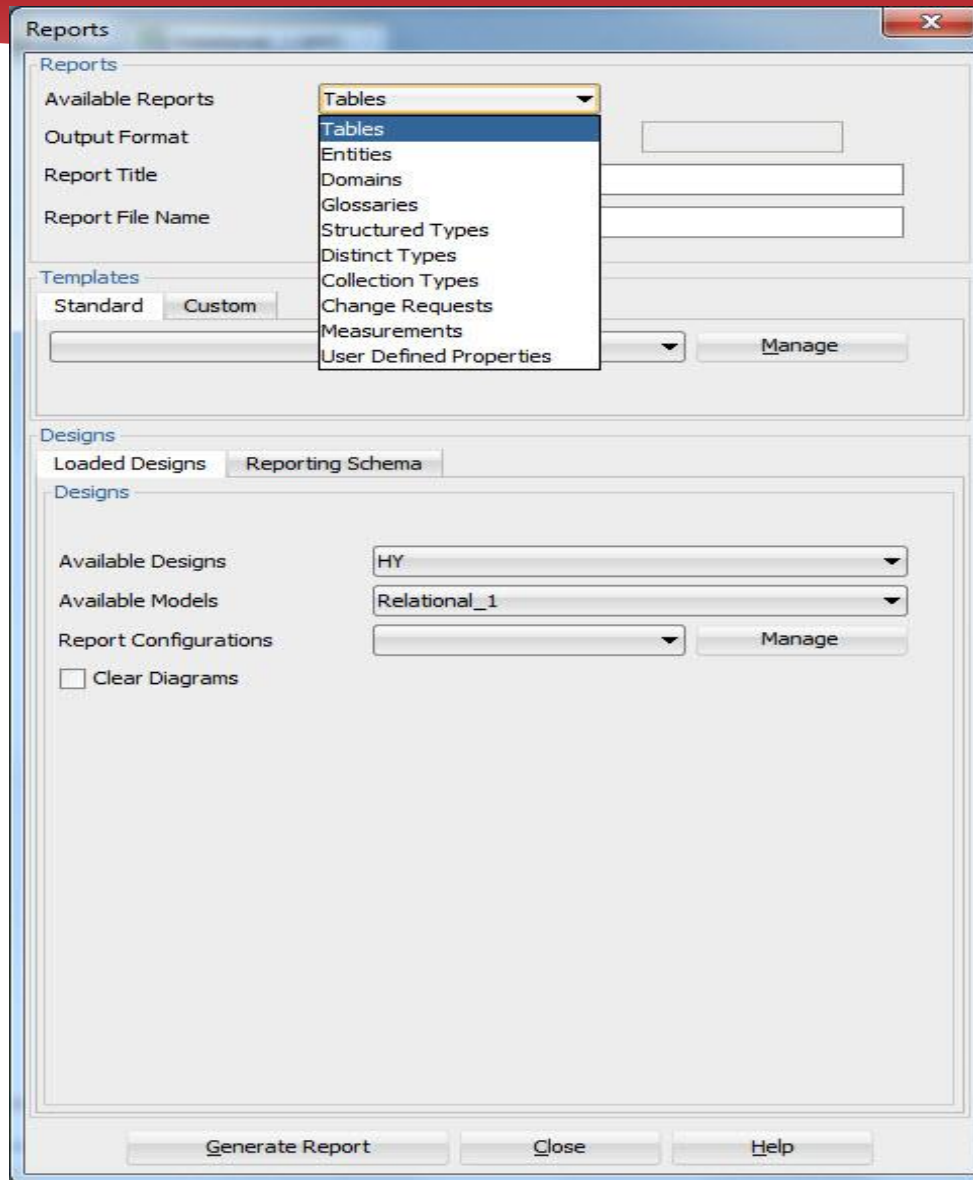 Reports
Reports
Available Reports Tables
Tables
Output Format
Entities
Domains
Report Title
Glossaries
Report File Name
Structured Types
Distinct Types
Templates
Collection Types
Standard Custom
Change Requests
Measurements
Manage
User Defined Properties
Designs
Loaded Designs Reporting Schema
Designs
Available Designs HY
Available Models Relational_1
Report Configurations Manage
Clear Diagrams
Generate Report Close Help